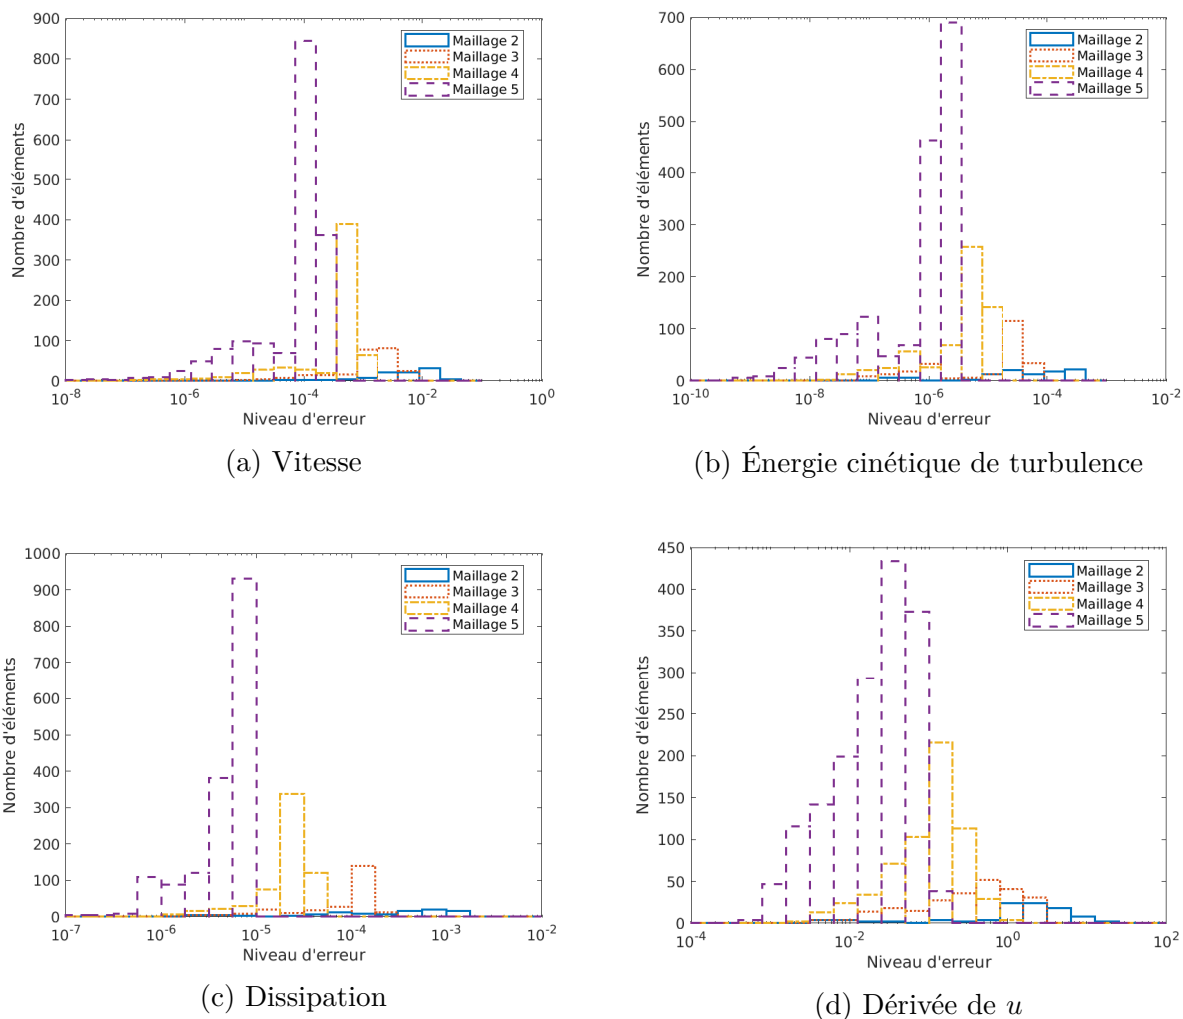 900
800
700
600
500
400
300
200
100
0
Nombre d'éléments
Maillage 2
Maillage 3
Maillage 4
Maillage 5
10-8
10-6
10-4
10-2
100
Niveau d'erreur
(a) Vitesse
700
600
500
400
300
200
100
0
Nombre d'éléments
Maillage 2
Maillage 3
Maillage 4
Maillage 5
10-10
10-8
10-6
10-4
10-2
Niveau d'erreur
(b) Énergie cinétique de turbulence
1000
900
800
700
600
500
400
300
200
100
0
Nombre d'éléments
Maillage 2
Maillage 3
Maillage 4
Maillage 5
10-7
10-6
10-5
10-4
10-3
10-2
Niveau d'erreur
(c) Dissipation
450
400
350
300
250
200
150
100
50
0
Nombre d'éléments
Maillage 2
Maillage 3
Maillage 4
Maillage 5
10-4
10-2
100
102
Niveau d'erreur
(d) Dérivée de u